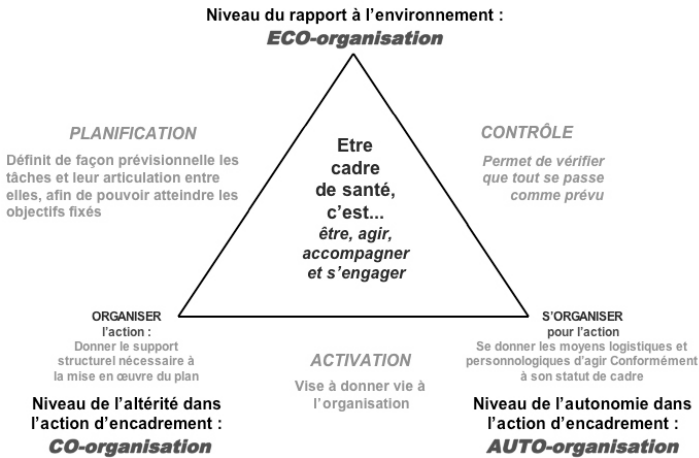 Niveau du rapport à l'environnement :
ECO-organisation
PLANIFICATION
Définit de façon prévisionnelle les
tâches et leur articulation entre
elles, afin de pouvoir atteindre les
objectifs fixés
CONTRÔLE
Permet de vérifier
que tout se passe
comme prévu
Etre
cadre
de santé,
c'est...
être, agir,
accompagner
et s'engager
ORGANISER
l'action :
Donner le support
structurel nécessaire à
la mise en œuvre du plan
Niveau de l'altérité dans
l'action d'encadrement :
CO-organisation
ACTIVATION
Vise à donner vie à
l'organisation
S'ORGANISER
pour l'action
Se donner les moyens logistiques et
personnologiques d'agir Conformément
à son statut de cadre
Niveau de l'autonomie dans
l'action d'encadrement :
AUTO-organisation